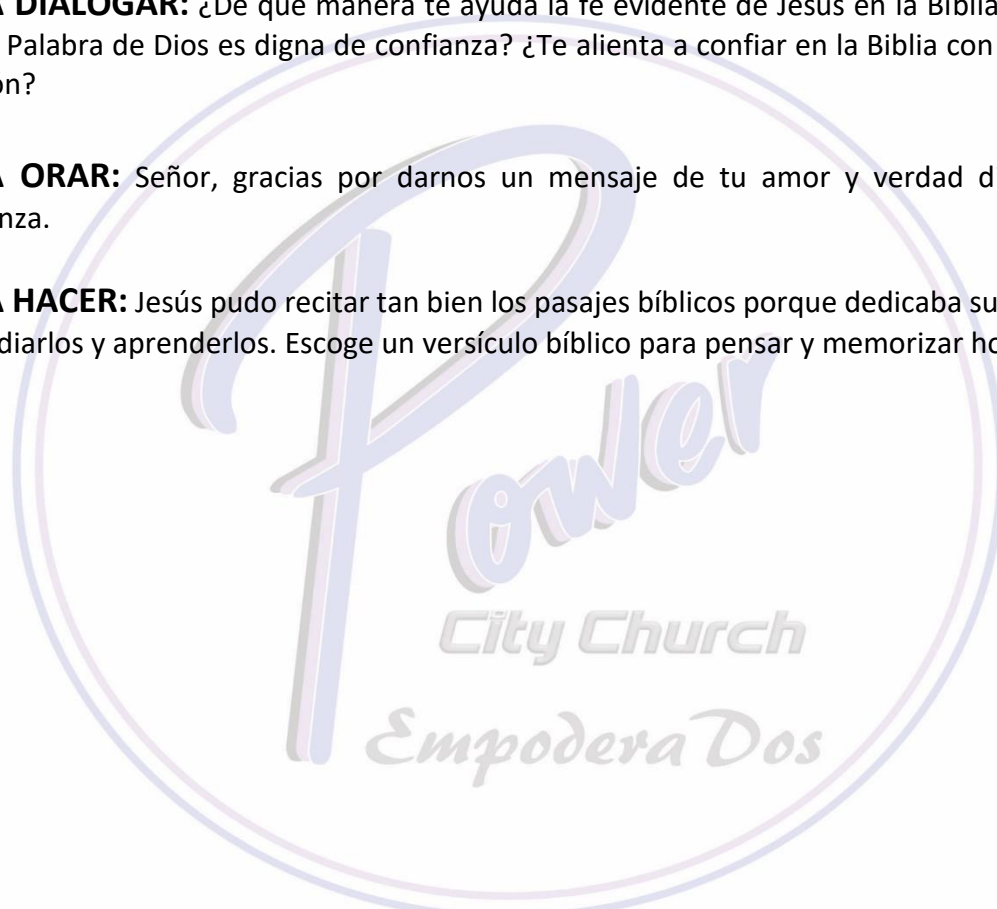 A DIALOGAR: ¿De qué manera te ayuda la fe evidente de Jesús en la Biblia
Palabra de Dios es digna de confianza? ¿Te alienta a confiar en la Biblia con
ón?
A ORAR: Señor, gracias por darnos un mensaje de tu amor y verdad d
nza.
A HACER: Jesús pudo recitar tan bien los pasajes bíblicos porque dedicaba su
diarlos y aprenderlos. Escoge un versículo bíblico para pensar y memorizar ho
Power
City Church
EmpoderaDos